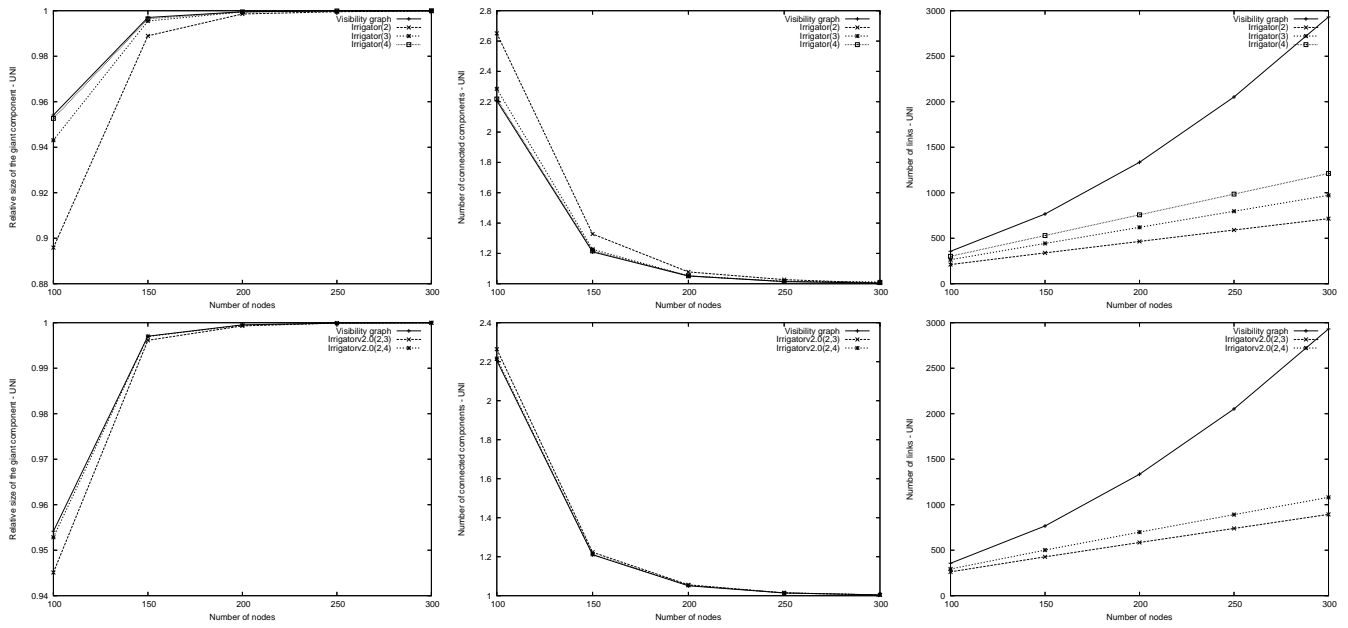 Relative size of the giant component - UNI
1
0.98
0.96
0.94
0.92
0.9
0.88
100
150
200
250
300
Number of nodes
Visibility graph
Irrigator(2)
Irrigator(3)
Irrigator(4)
Number of connected components - UNI
2.8
2.6
2.4
2.2
2
1.8
1.6
1.4
1.2
1
100
150
200
250
300
Number of nodes
Visibility graph
Irrigator(2)
Irrigator(3)
Irrigator(4)
Number of links - UNI
3000
2500
2000
1500
1000
500
0
100
150
200
250
300
Number of nodes
Visibility graph
Irrigator(2)
Irrigator(3)
Irrigator(4)
Relative size of the giant component - UNI
1
0.99
0.98
0.97
0.96
0.95
0.94
100
150
200
250
300
Number of nodes
Visibility graph
Irrigatorv2.0(2,3)
Irrigatorv2.0(2,4)
Number of connected components - UNI
2.4
2.2
2
1.8
1.6
1.4
1.2
1
100
150
200
250
300
Number of nodes
Visibility graph
Irrigatorv2.0(2,3)
Irrigatorv2.0(2,4)
Number of links - UNI
3000
2500
2000
1500
1000
500
0
100
150
200
250
300
Number of nodes
Visibility graph
Irrigatorv2.0(2,3)
Irrigatorv2.0(2,4)